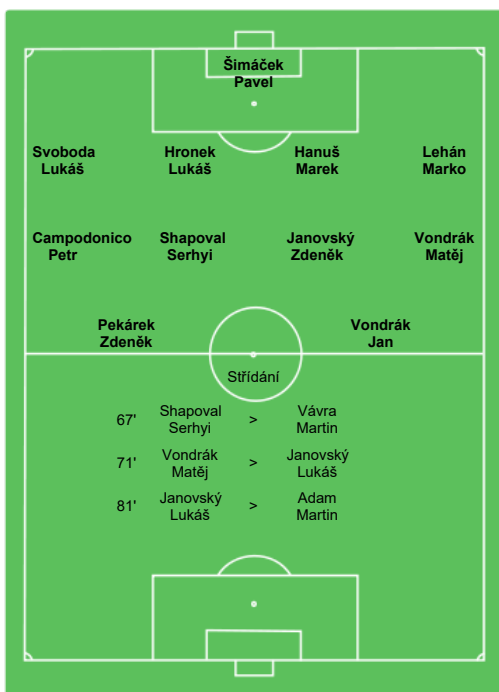 Šimáček
Pavel
Svoboda Hronek Hanuš Lehán
Lukáš Lukáš Marek Marko
Campodonico Shapoval Janovský Vondrák
Petr Serhyi Zdeněk Matěj
Pekárek Vondrák
Zdeněk Jan
Střídání
67' Shapoval Serhyi > Vávra Martin
71' Vondrák Matěj > Janovský Lukáš
81' Janovský Lukáš > Adam Martin